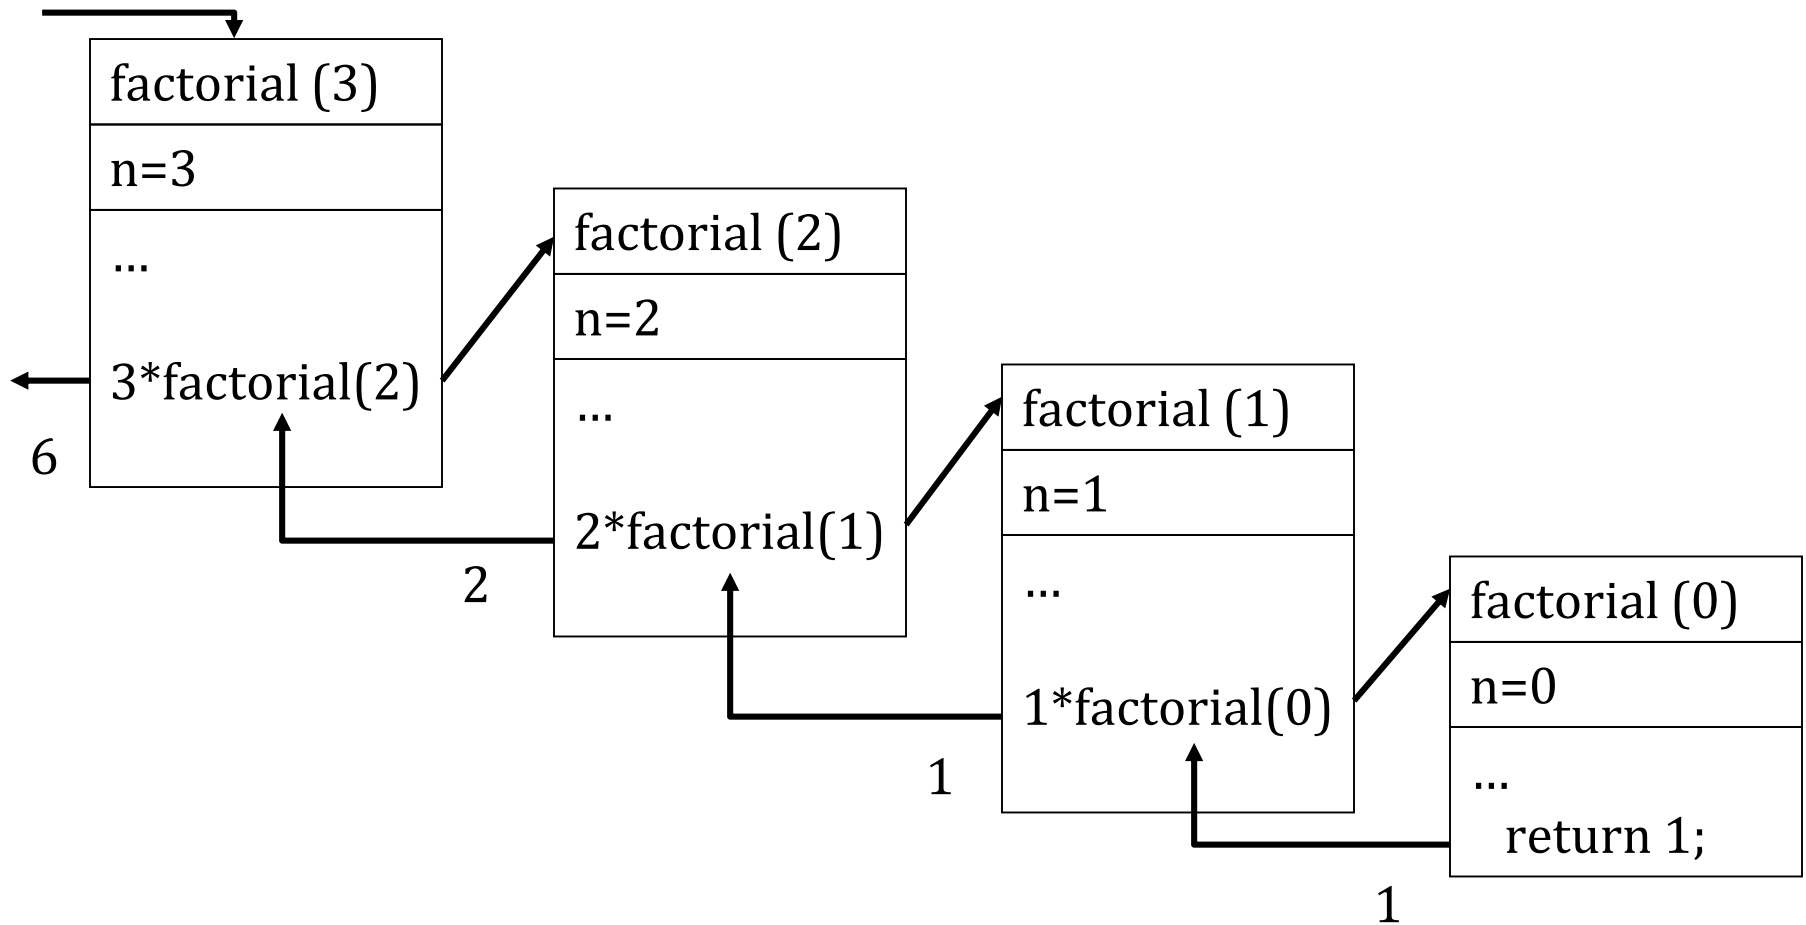 factorial (3)
n=3
...
3*factorial(2)
6
factorial (2)
n=2
...
2*factorial(1)
2
factorial (1)
n=1
...
1*factorial(0)
1
factorial (0)
n=0
...
return 1;
1